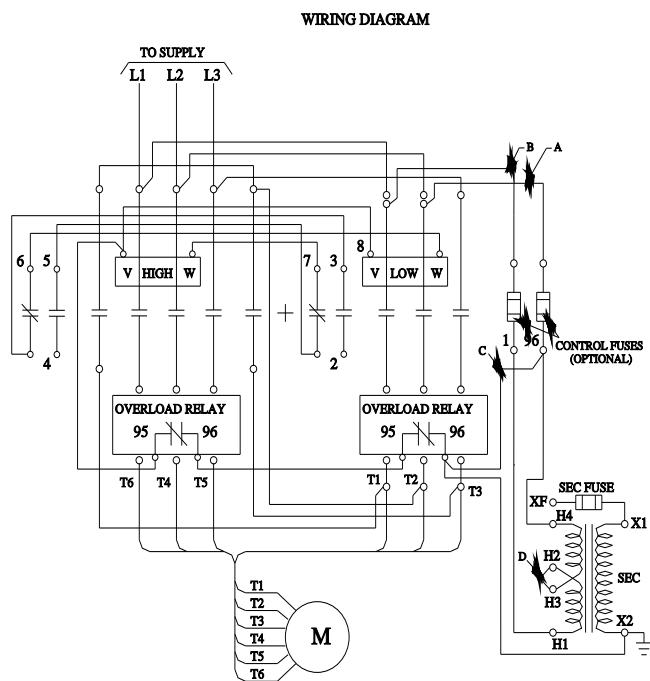 WIRING DIAGRAM
TO SUPPLY
L1 L2 L3
B A
6 5 7 3 8
V HIGH W
V LOW W
4 2
1 96
CONTROL FUSES
(OPTIONAL)
C
OVERLOAD RELAY
95 96
OVERLOAD RELAY
95 96
T6 T4 T5
T1 T2 T3
SEC FUSE
XF
H4 X1
D H2
H3
SEC
H1 X2
T1
T2
T3
T4
T5
T6
M